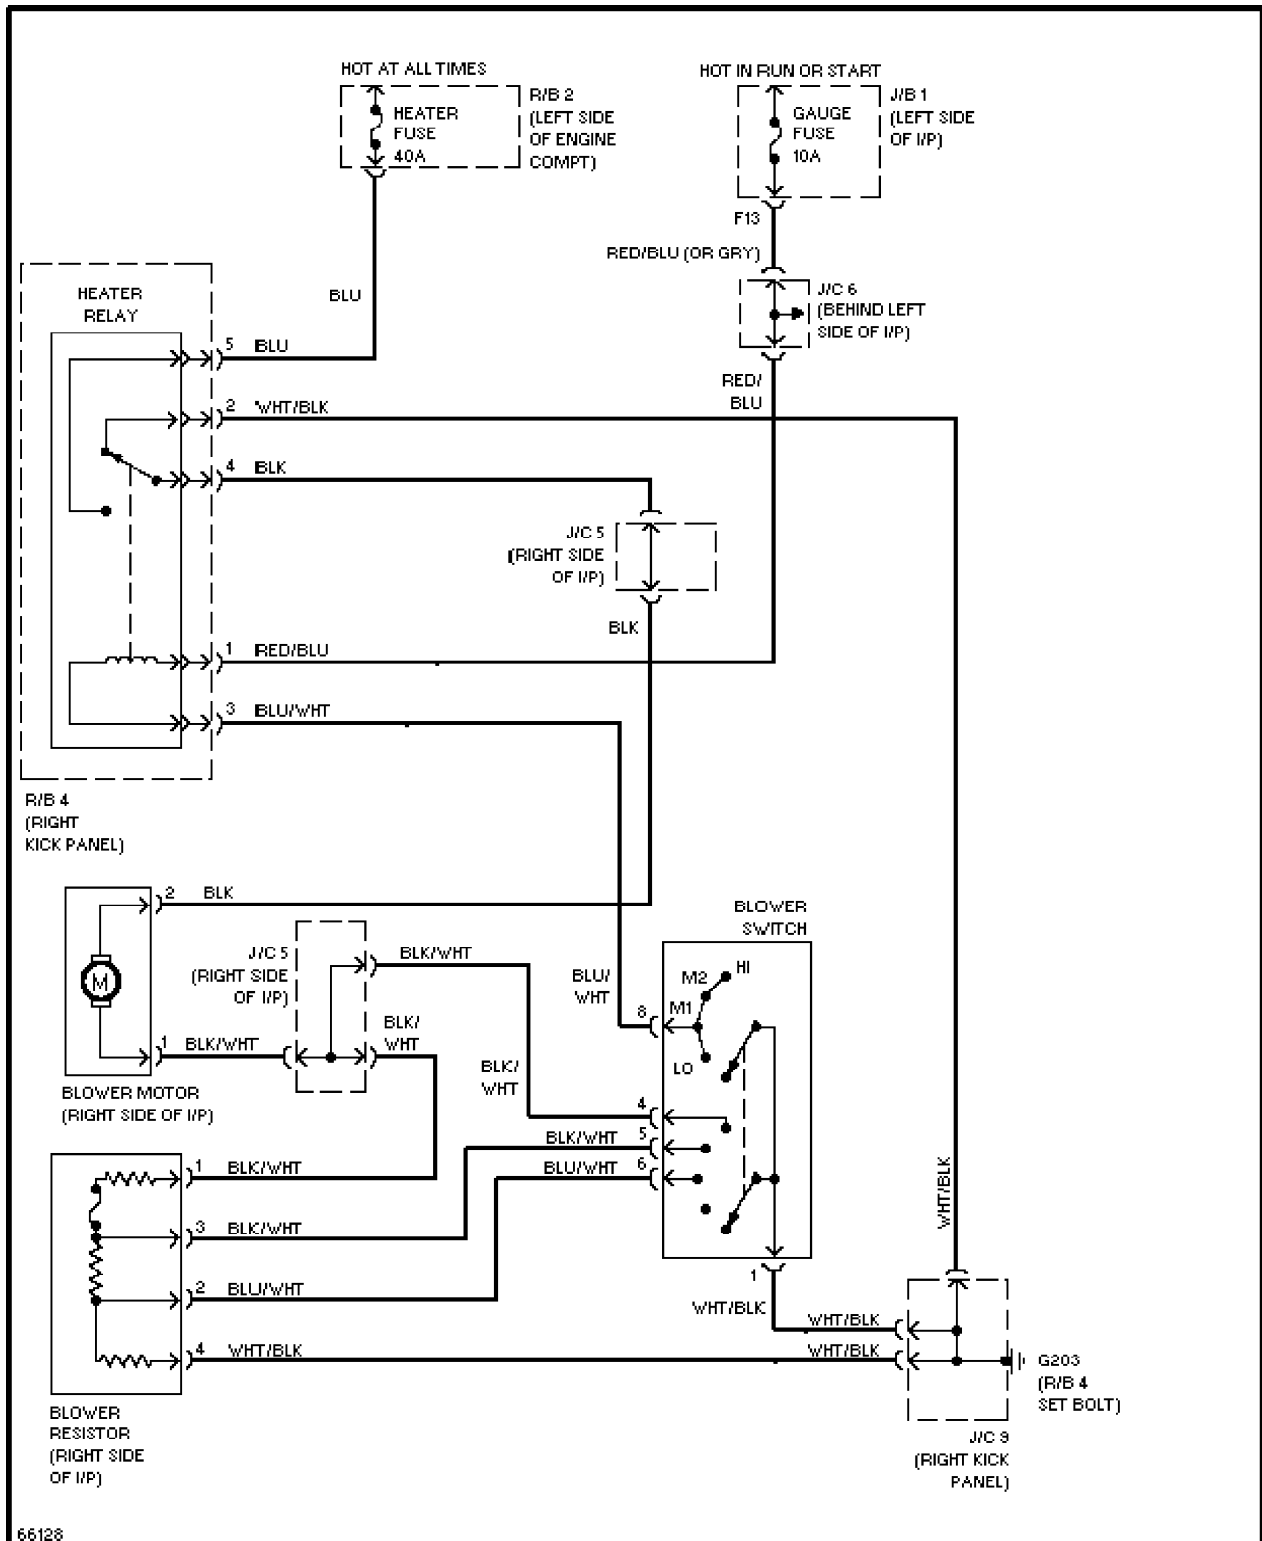 HOT AT ALL TIMES
HEATER
FUSE
40A
R/B 2
(LEFT SIDE
OF ENGINE
COMPT)
HOT IN RUN OR START
GAUGE
FUSE
10A
J/B 1
(LEFT SIDE
OF I/P)
F13
RED/BLU (OR GRY)
J/C 6
(BEHIND LEFT
SIDE OF I/P)
RED/
BLU
BLU
HEATER
RELAY
5 BLU
2 WHT/BLK
4 BLK
J/C 5
(RIGHT SIDE
OF I/P)
BLK
1 RED/BLU
3 BLU/WHT
R/B 4
(RIGHT
KICK PANEL)
2 BLK
M
1 BLK/WHT
BLOWER MOTOR
(RIGHT SIDE OF I/P)
J/C 5
(RIGHT SIDE
OF I/P)
BLK/WHT
BLK/
WHT
BLK/
WHT
BLU/
WHT
BLOWER
SWITCH
HI
M2
M1
LO
8
4
BLK/WHT 5
BLU/WHT 6
1
WHT/BLK
1 BLK/WHT
3 BLK/WHT
2 BLU/WHT
4 WHT/BLK
BLOWER
RESISTOR
(RIGHT SIDE
OF I/P)
WHT/BLK
WHT/BLK
WHT/BLK
G203
(R/B 4
SET BOLT)
J/C 9
(RIGHT KICK
PANEL)
66128